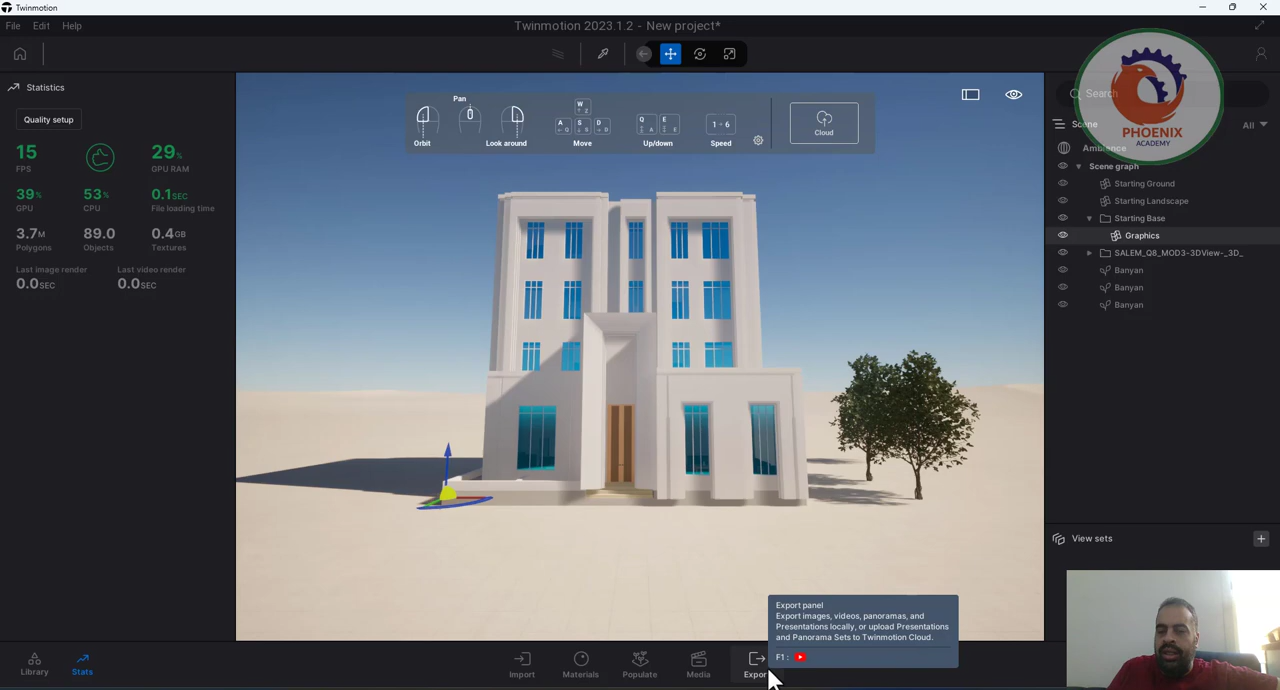 Twinmotion
File Edit Help
Twinmotion 2023.1.2 - New project*
Statistics
Quality setup
15
FPS
29%
GPU RAM
39%
GPU
53%
CPU
0.1SEC
File loading time
3.7M
Polygons
89.0
Objects
0.4GB
Textures
Last image render
0.0SEC
Last video render
0.0SEC
Orbit
Pan
Look around
W
A S D
Move
Q E
Up/down
1 - 6
Speed
Cloud
Search
PHOENIX
ACADEMY
Scene
All
Ambience
Scene graph
Starting Ground
Starting Landscape
Starting Base
Graphics
SALEM_Q8_MOD3-3DView-_3D_
Banyan
Banyan
Banyan
View sets
Export panel
Export images, videos, panoramas, and
Presentations locally, or upload Presentations
and Panorama Sets to Twinmotion Cloud.
F1 :
Library
Stats
Import
Materials
Populate
Media
Export